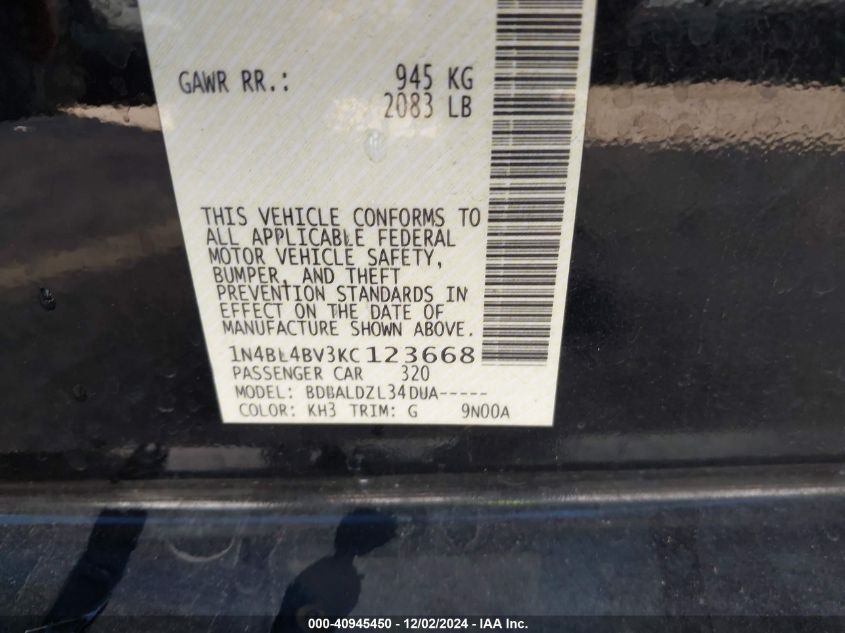 GAWR RR.: 945 KG
2083 LB
THIS VEHICLE CONFORMS TO
ALL APPLICABLE FEDERAL
MOTOR VEHICLE SAFETY,
BUMPER, AND THEFT
PREVENTION STANDARDS IN
EFFECT ON THE DATE OF
MANUFACTURE SHOWN ABOVE.
1N4BL4BV3KC123668
PASSENGER CAR 320
MODEL: BDBALDZL34DUA-----
COLOR: KH3 TRIM: G 9N00A
000-40945450 - 12/02/2024 - IAA Inc.